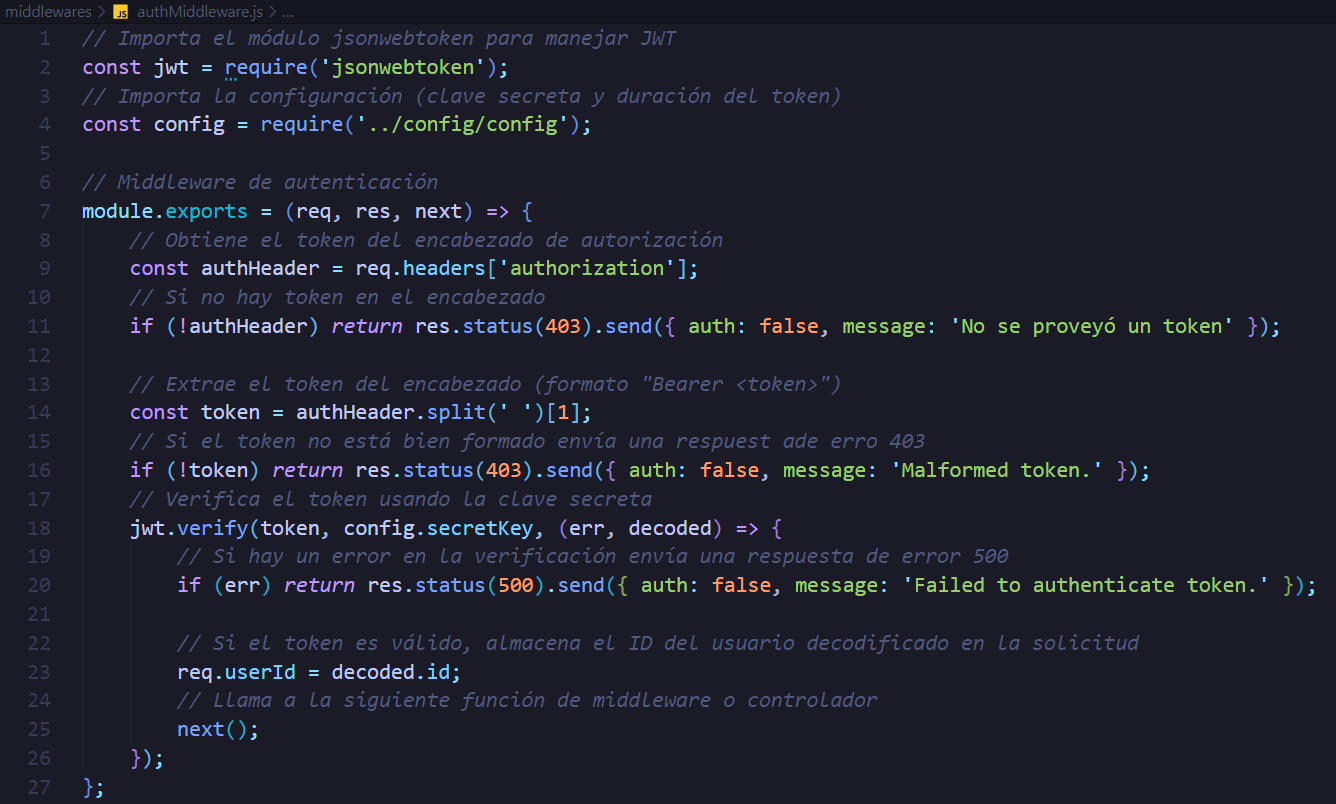 middlewares > JS authMiddleware.js > ...
1 // Importa el módulo jsonwebtoken para manejar JWT
2 const jwt = require('jsonwebtoken');
3 // Importa la configuración (clave secreta y duración del token)
4 const config = require('../config/config');
5
6 // Middleware de autenticación
7 module.exports = (req, res, next) => {
8 // Obtiene el token del encabezado de autorización
9 const authHeader = req.headers['authorization'];
10 // Si no hay token en el encabezado
11 if (!authHeader) return res.status(403).send({ auth: false, message: 'No se proveyó un token' });
12
13 // Extrae el token del encabezado (formato "Bearer <token>")
14 const token = authHeader.split(' ')[1];
15 // Si el token no está bien formado envía una respuest ade erro 403
16 if (!token) return res.status(403).send({ auth: false, message: 'Malformed token.' });
17 // Verifica el token usando la clave secreta
18 jwt.verify(token, config.secretKey, (err, decoded) => {
19 // Si hay un error en la verificación envía una respuesta de error 500
20 if (err) return res.status(500).send({ auth: false, message: 'Failed to authenticate token.' });
21
22 // Si el token es válido, almacena el ID del usuario decodificado en la solicitud
23 req.userId = decoded.id;
24 // Llama a la siguiente función de middleware o controlador
25 next();
26 });
27 };